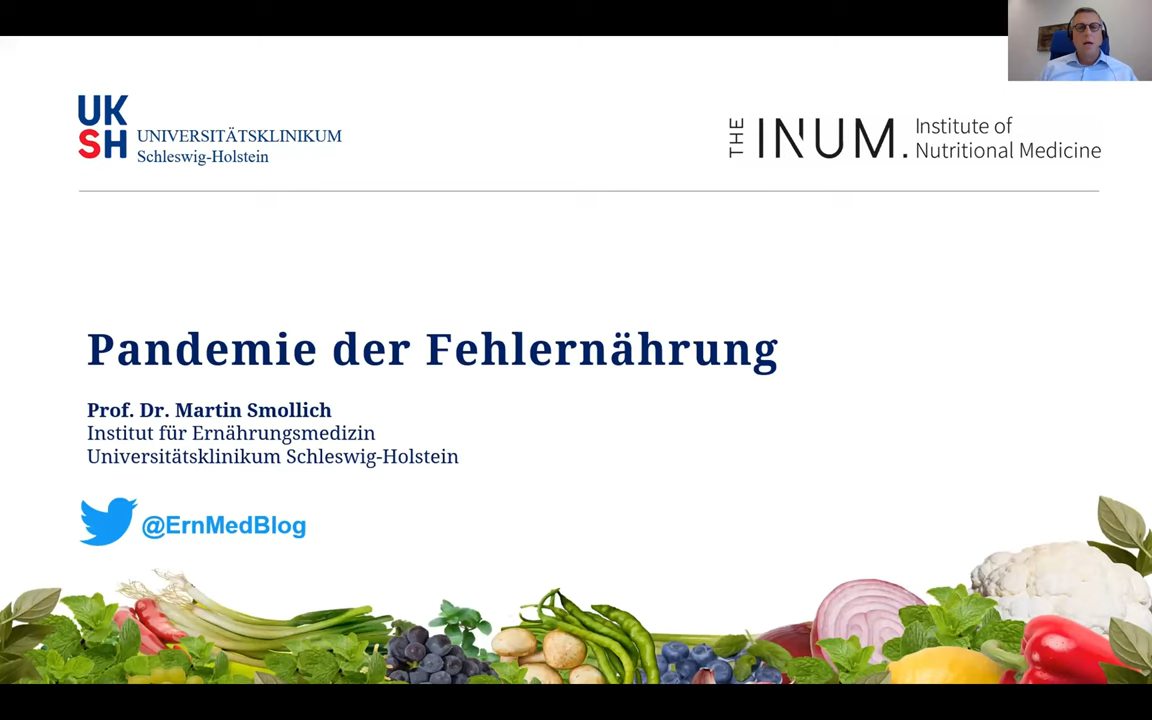 UK
SH
UNIVERSITÄTSKLINIKUM
Schleswig-Holstein
THE INUM. Institute of
Nutritional Medicine
Pandemie der Fehlernährung
Prof. Dr. Martin Smollich
Institut für Ernährungsmedizin
Universitätsklinikum Schleswig-Holstein
@ErnMedBlog